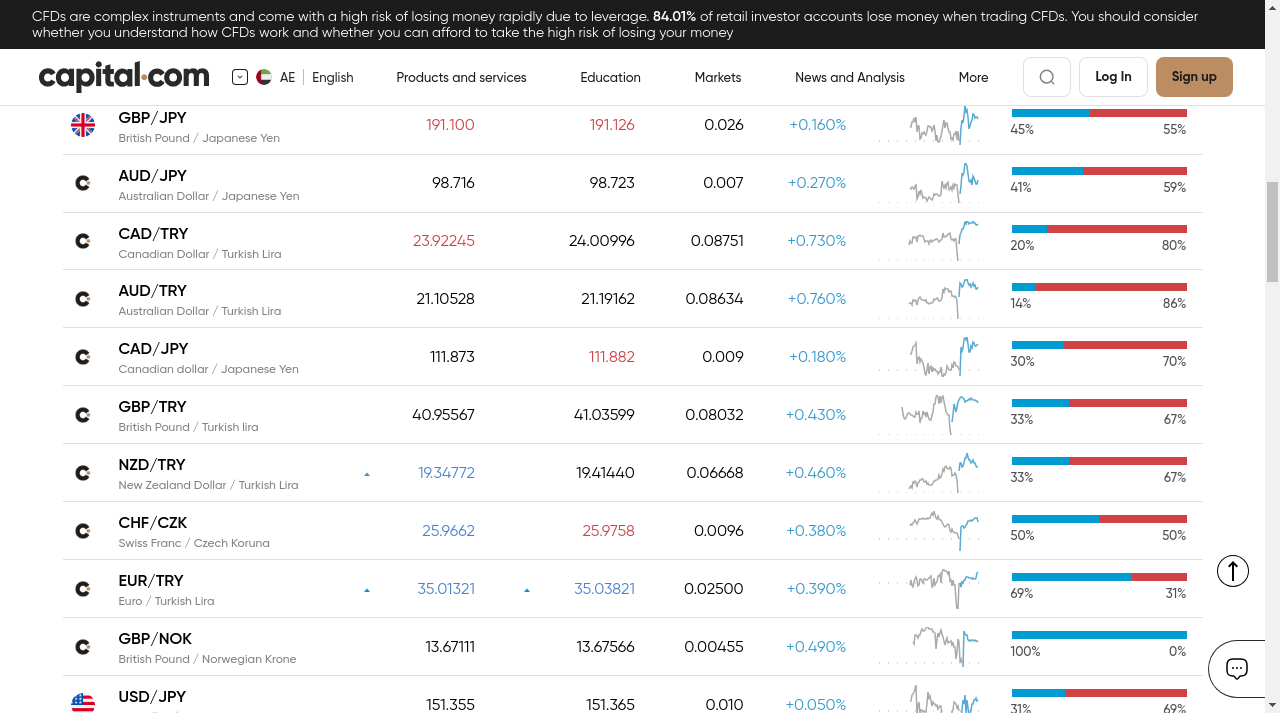 CFDs are complex instruments and come with a high risk of losing money rapidly due to leverage. 84.01% of retail investor accounts lose money when trading CFDs. You should consider
whether you understand how CFDs work and whether you can afford to take the high risk of losing your money
capital.com AE English Products and services Education Markets News and Analysis More Log In Sign up
GBP/JPY 191.100 191.126 0.026 +0.160% 45% 55%
British Pound / Japanese Yen
AUD/JPY 98.716 98.723 0.007 +0.270% 41% 59%
Australian Dollar / Japanese Yen
CAD/TRY 23.92245 24.00996 0.08751 +0.730% 20% 80%
Canadian Dollar / Turkish Lira
AUD/TRY 21.10528 21.19162 0.08634 +0.760% 14% 86%
Australian Dollar / Turkish Lira
CAD/JPY 111.873 111.882 0.009 +0.180% 30% 70%
Canadian dollar / Japanese Yen
GBP/TRY 40.95567 41.03599 0.08032 +0.430% 33% 67%
British Pound / Turkish lira
NZD/TRY 19.34772 19.41440 0.06668 +0.460% 33% 67%
New Zealand Dollar / Turkish Lira
CHF/CZK 25.9662 25.9758 0.0096 +0.380% 50% 50%
Swiss Franc / Czech Koruna
EUR/TRY 35.01321 35.03821 0.02500 +0.390% 69% 31%
Euro / Turkish Lira
GBP/NOK 13.67111 13.67566 0.00455 +0.490% 100% 0%
British Pound / Norwegian Krone
USD/JPY 151.355 151.365 0.010 +0.050% 31% 69%